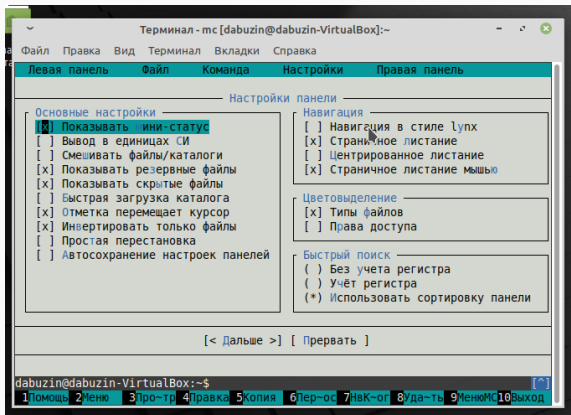 Терминал - mc [dabuzin@dabuzin-VirtualBox]:~
Файл Правка Вид Терминал Вкладки Справка
Левая панель Файл Команда Настройки Правая панель
Настройки панели
Основные настройки
[x] Показывать мини-статус
[ ] Вывод в единицах СИ
[ ] Смешивать файлы/каталоги
[x] Показывать резервные файлы
[x] Показывать скрытые файлы
[ ] Быстрая загрузка каталога
[x] Отметка перемещает курсор
[x] Инвертировать только файлы
[ ] Простая перестановка
[ ] Автосохранение настроек панелей
Навигация
[ ] Навигация в стиле lynx
[x] Страничное листание
[ ] Центрированное листание
[x] Страничное листание мышью
Цветовыделение
[x] Типы файлов
[ ] Права доступа
Быстрый поиск
( ) Без учета регистра
( ) Учёт регистра
(*) Использовать сортировку панели
[< Дальше >] [ Прервать ]
dabuzin@dabuzin-VirtualBox:~$ [^]
1Помощь 2Меню 3Про~тр 4Правка 5Копия 6Пер~ос 7НвК~ог 8Уда~ть 9МенюMC 10Выход